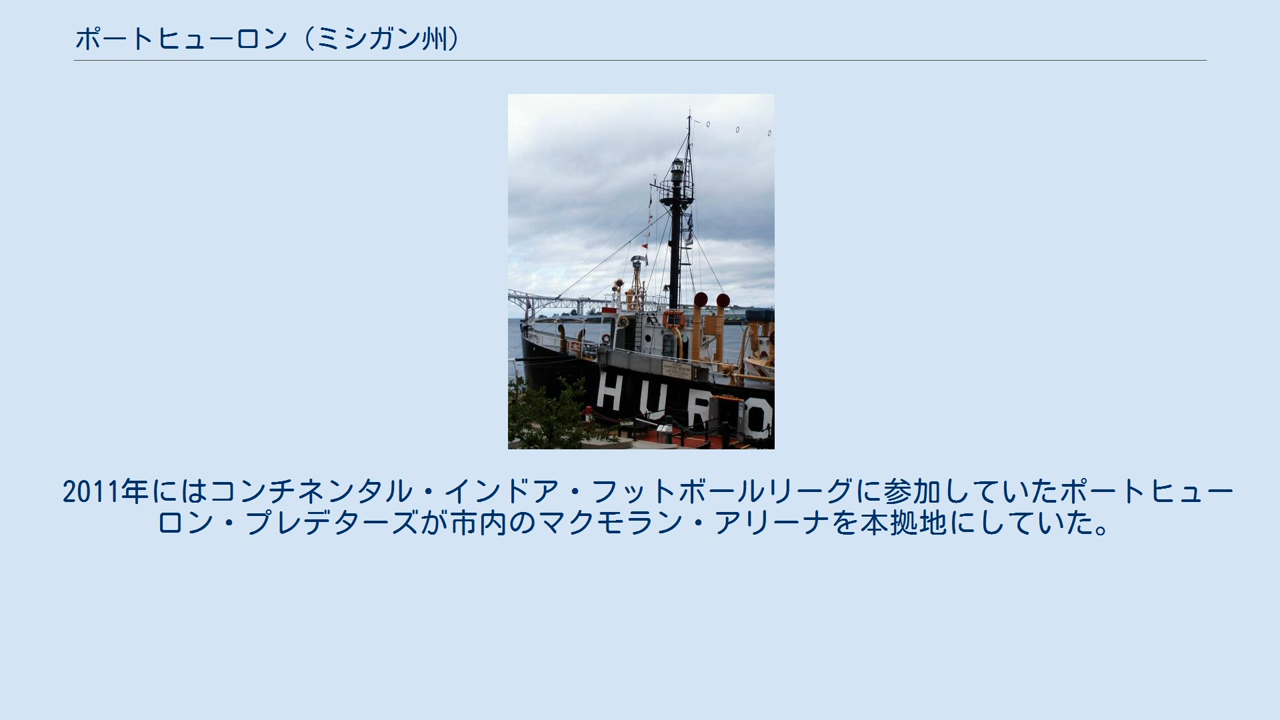 ポートヒューロン（ミシガン州）
HURO
2011年にはコンチネンタル・インドア・フットボールリーグに参加していたポートヒュー
ロン・プレデターズが市内のマクモラン・アリーナを本拠地にしていた。